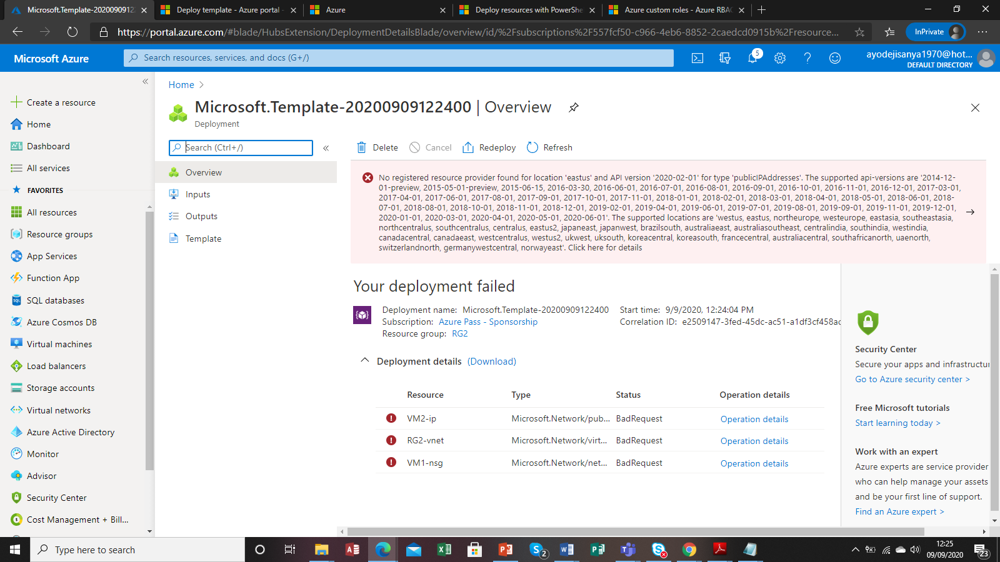 Microsoft.Template-2020090912
Deploy template - Azure portal -
Azure
Deploy resources with PowerShe
Azure custom roles - Azure RBAC
https://portal.azure.com/#blade/HubsExtension/DeploymentDetailsBlade/overview/id/%2Fsubscriptions%2F557fcf50-c966-4eb6-8852-2caedcd0915b%2Fresource...
InPrivate
Microsoft Azure
Search resources, services, and docs (G+/)
5
ayodejisanya1970@hot...
DEFAULT DIRECTORY
Create a resource
Home
Dashboard
All services
FAVORITES
All resources
Resource groups
App Services
Function App
SQL databases
Azure Cosmos DB
Virtual machines
Load balancers
Storage accounts
Virtual networks
Azure Active Directory
Monitor
Advisor
Security Center
Cost Management + Bill...
Home >
Microsoft.Template-20200909122400 | Overview
Deployment
Search (Ctrl+/)
Overview
Inputs
Outputs
Template
Delete
Cancel
Redeploy
Refresh
No registered resource provider found for location 'eastus' and API version '2020-02-01' for type 'publicIPAddresses'. The supported api-versions are '2014-12-
01-preview, 2015-05-01-preview, 2015-06-15, 2016-03-30, 2016-06-01, 2016-07-01, 2016-08-01, 2016-09-01, 2016-10-01, 2016-11-01, 2016-12-01, 2017-03-01,
2017-04-01, 2017-06-01, 2017-08-01, 2017-09-01, 2017-10-01, 2017-11-01, 2018-01-01, 2018-02-01, 2018-03-01, 2018-04-01, 2018-05-01, 2018-06-01, 2018-
07-01, 2018-08-01, 2018-10-01, 2018-11-01, 2018-12-01, 2019-02-01, 2019-04-01, 2019-06-01, 2019-07-01, 2019-08-01, 2019-09-01, 2019-11-01, 2019-12-01,
2020-01-01, 2020-03-01, 2020-04-01, 2020-05-01, 2020-06-01'. The supported locations are 'westus, eastus, northeurope, westeurope, eastasia, southeastasia,
northcentralus, southcentralus, centralus, eastus2, japaneast, japanwest, brazilsouth, australiaeast, australiasoutheast, centralindia, southindia, westindia,
canadacentral, canadaeast, westcentralus, westus2, ukwest, uksouth, koreacentral, koreasouth, francecentral, australiacentral, southafricanorth, uaenorth,
switzerlandnorth, germanywestcentral, norwayeast'. Click here for details
Your deployment failed
Deployment name: Microsoft.Template-20200909122400
Subscription: Azure Pass - Sponsorship
Resource group: RG2
Start time: 9/9/2020, 12:24:04 PM
Correlation ID: e2509147-3fed-45dc-ac51-a1df3cf458ac
Deployment details (Download)
Resource Type Status Operation details
VM2-ip Microsoft.Network/pub... BadRequest Operation details
RG2-vnet Microsoft.Network/virt... BadRequest Operation details
VM1-nsg Microsoft.Network/net... BadRequest Operation details
Security Center
Secure your apps and infrastructur
Go to Azure security center >
Free Microsoft tutorials
Start learning today >
Work with an expert
Azure experts are service provider
who can help manage your assets
and be your first line of support.
Find an Azure expert >
Type here to search
2
12:25
09/09/2020
23